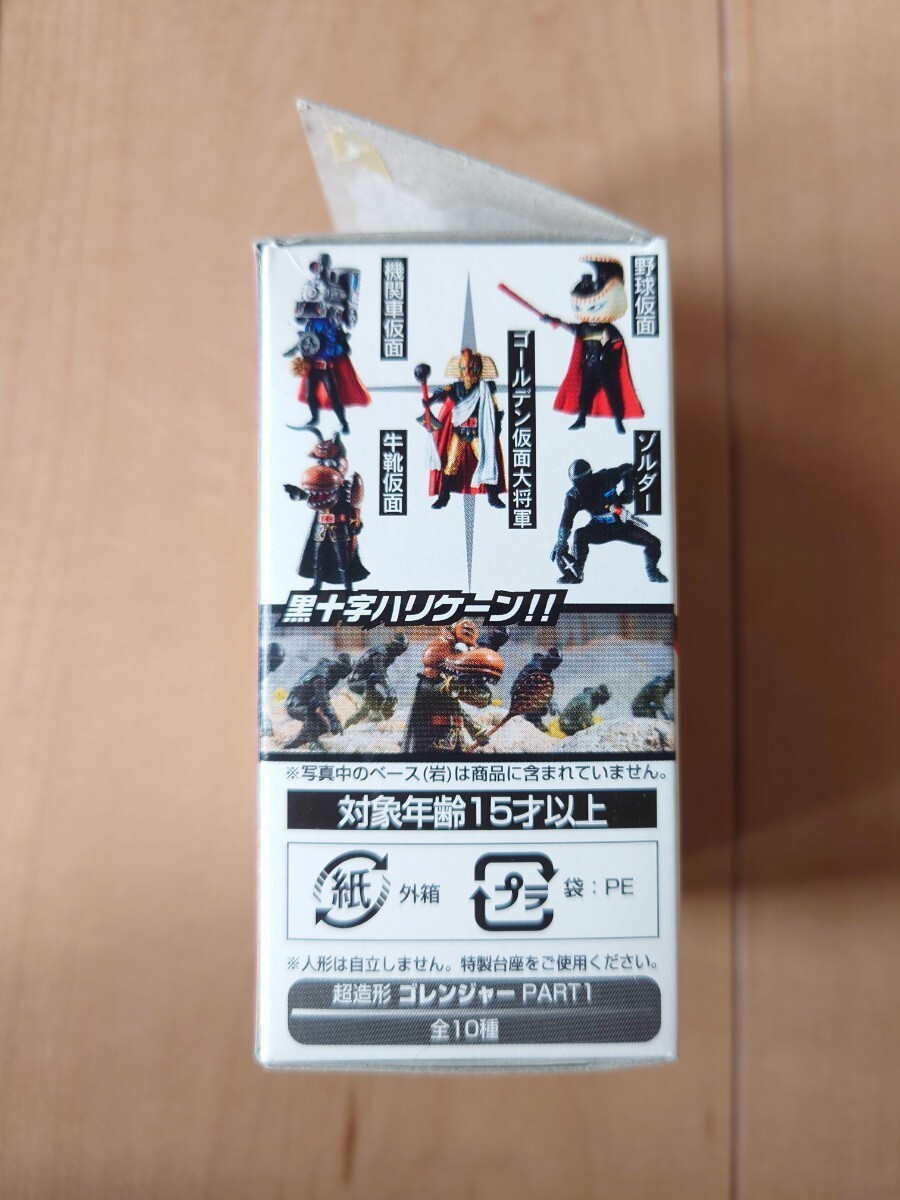 機関車仮面
野球仮面
ゴールデン仮面大将軍
牛靴仮面
ゾルダー
黒十字ハリケーン!!
※写真中のベース(岩)は商品に含まれていません。
対象年齢15才以上
紙 外箱 プラ 袋:PE
※人形は自立しません。特製台座をご使用ください。
超造形 ゴレンジャー PART1
全10種